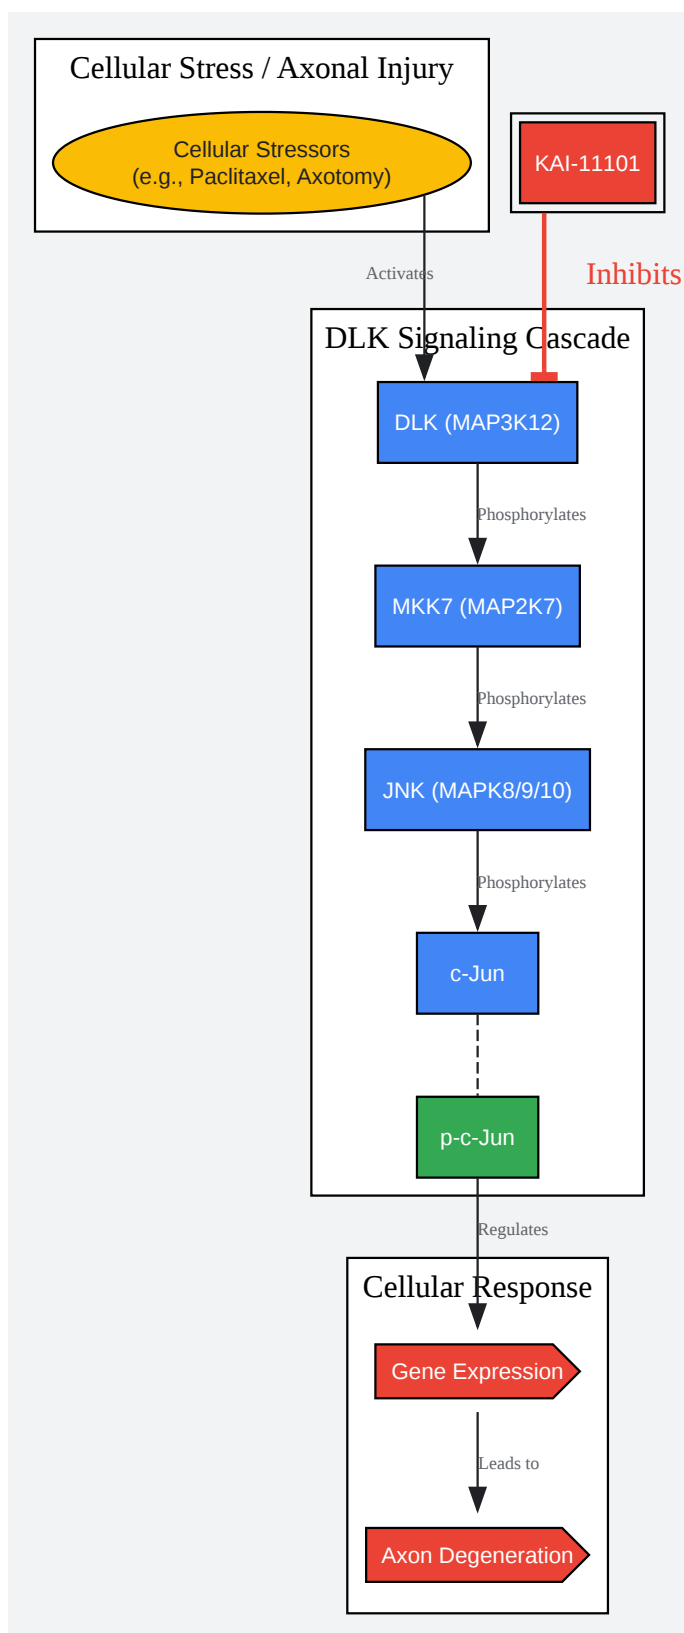 Cellular Stress / Axonal Injury
Cellular Stressors
(e.g., Paclitaxel, Axotomy)
KAI-11101
Activates
Inhibits
DLK Signaling Cascade
DLK (MAP3K12)
Phosphorylates
MKK7 (MAP2K7)
Phosphorylates
JNK (MAPK8/9/10)
Phosphorylates
c-Jun
p-c-Jun
Regulates
Cellular Response
Gene Expression
Leads to
Axon Degeneration